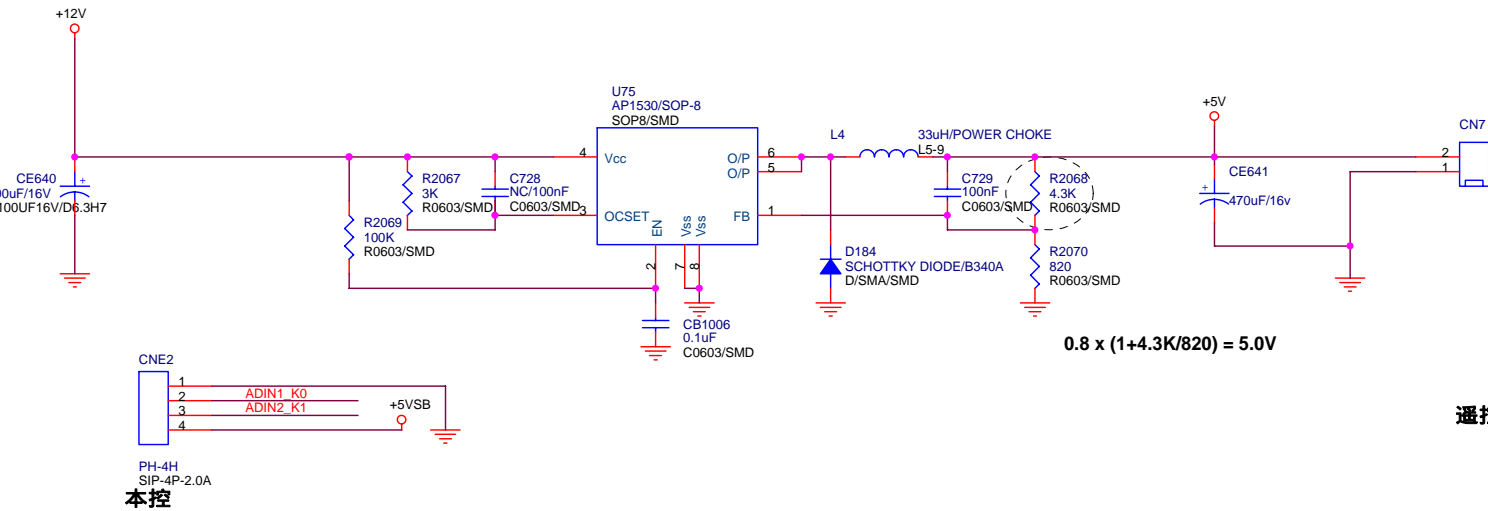 +12V
CE640
00uF/16V
100UF16V/D6.3H7
R2069
100K
R0603/SMD
R2067
3K
R0603/SMD
C728
NC/100nF
C0603/SMD
U75
AP1530/SOP-8
SOP8/SMD
4
Vcc
3
OCSET
EN
2
Vss
7
Vss
8
O/P
6
O/P
5
FB
1
CB1006
0.1uF
C0603/SMD
L4
33uH/POWER CHOKE
L5-9
D184
SCHOTTKY DIODE/B340A
D/SMA/SMD
C729
100nF
C0603/SMD
R2068
4.3K
R0603/SMD
R2070
820
R0603/SMD
+5V
CE641
470uF/16v
CN7
2
1
0.8 x (1+4.3K/820) = 5.0V
CNE2
1
2
ADIN1_K0
3
ADIN2_K1
4
+5VSB
PH-4H
SIP-4P-2.0A
本控
遥控